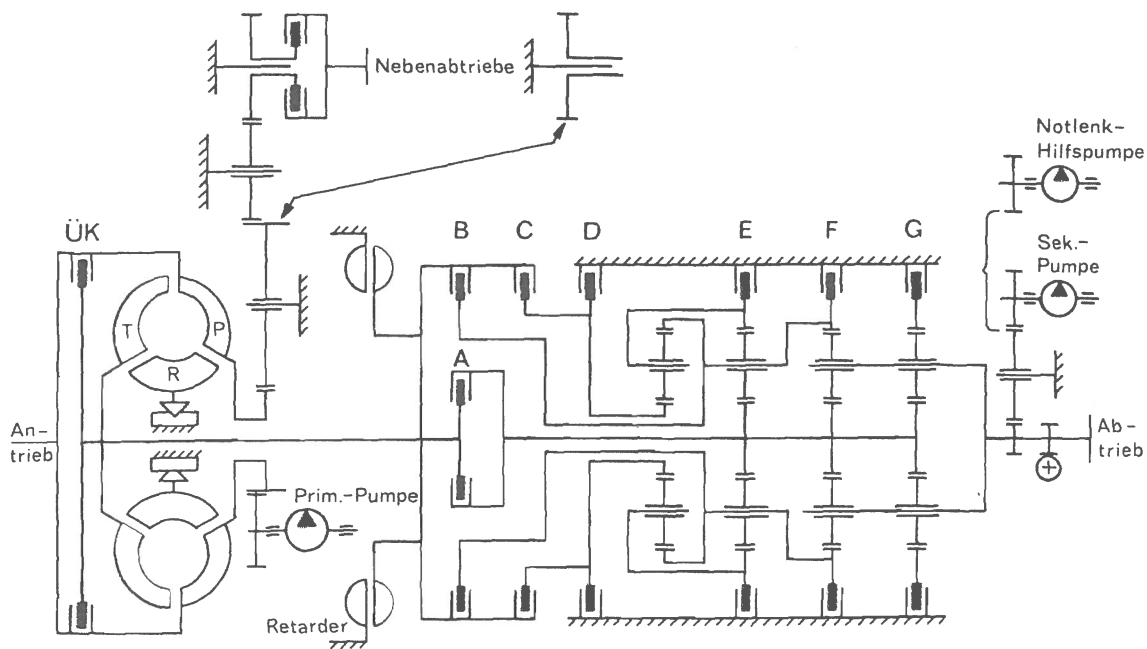 Nebenabtriebe
Notlenk-
Hilfspumpe
ÜK
B
C
D
E
F
G
Sek.-
Pumpe
T
P
R
A
An-
trieb
Ab-
trieb
Prim.-Pumpe
Retarder